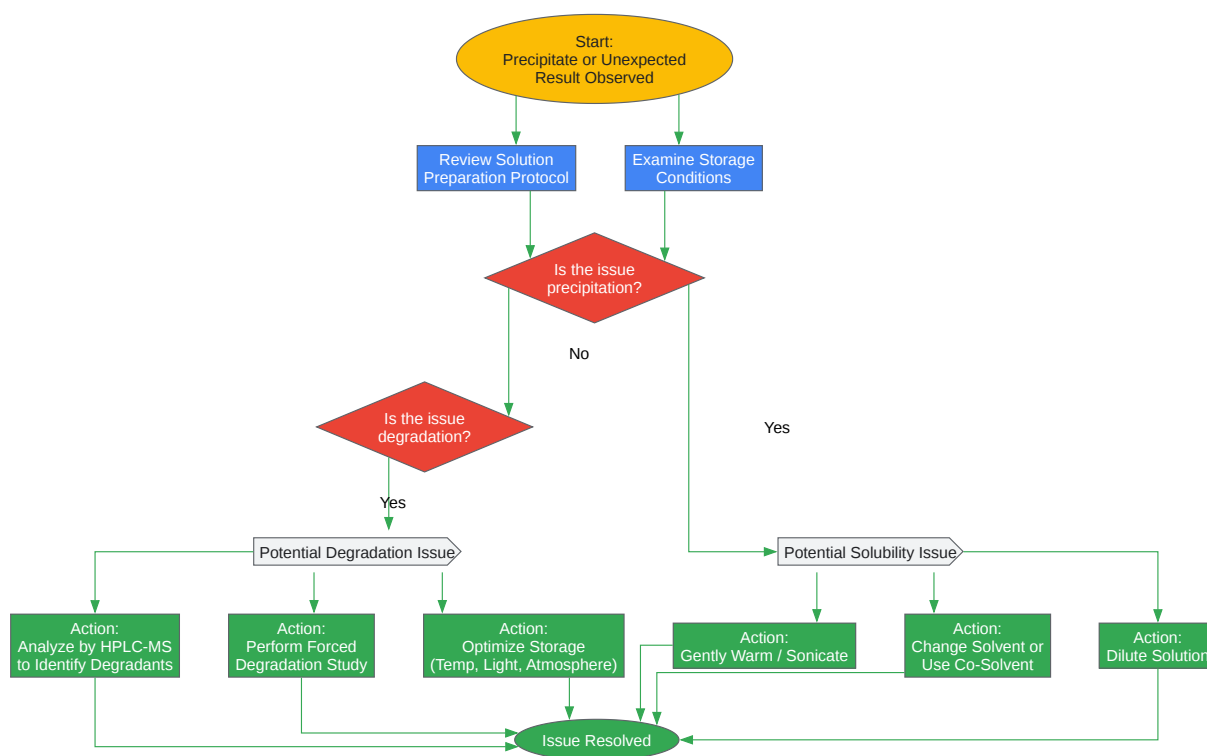 Start:
Precipitate or Unexpected
Result Observed
Review Solution
Preparation Protocol
Examine Storage
Conditions
Is the issue
precipitation?
No
Is the issue
degradation?
Yes
Yes
Potential Degradation Issue
Potential Solubility Issue
Action:
Analyze by HPLC-MS
to Identify Degradants
Action:
Perform Forced
Degradation Study
Action:
Optimize Storage
(Temp, Light, Atmosphere)
Action:
Gently Warm / Sonicate
Action:
Change Solvent or
Use Co-Solvent
Action:
Dilute Solution
Issue Resolved